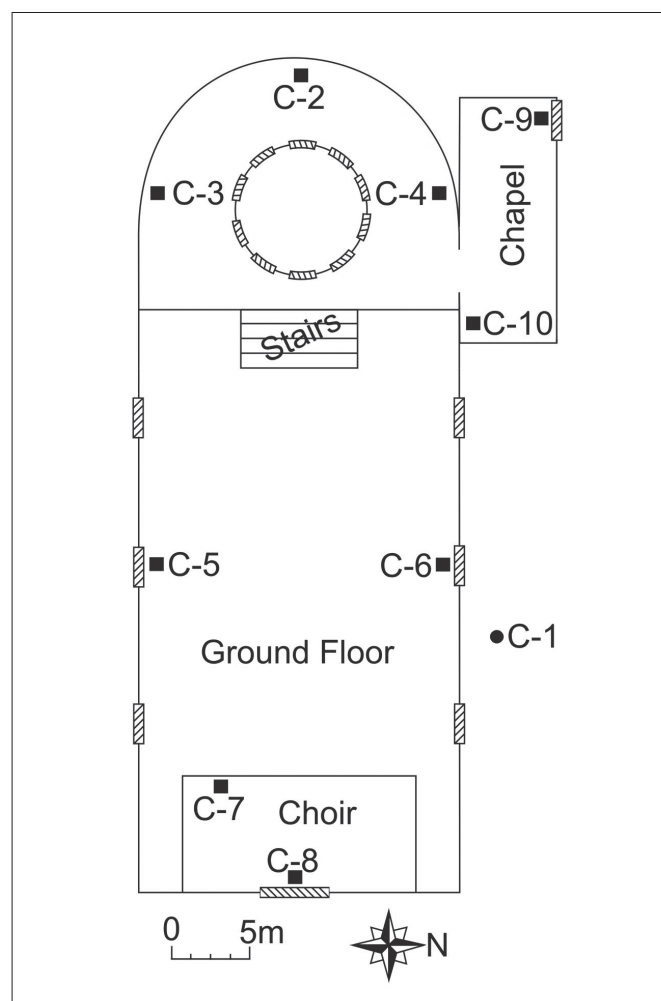 C-2
C-9
C-3
C-4
Chapel
C-10
Stairs
C-5
C-6
C-1
Ground Floor
C-7
Choir
C-8
0
5m
N